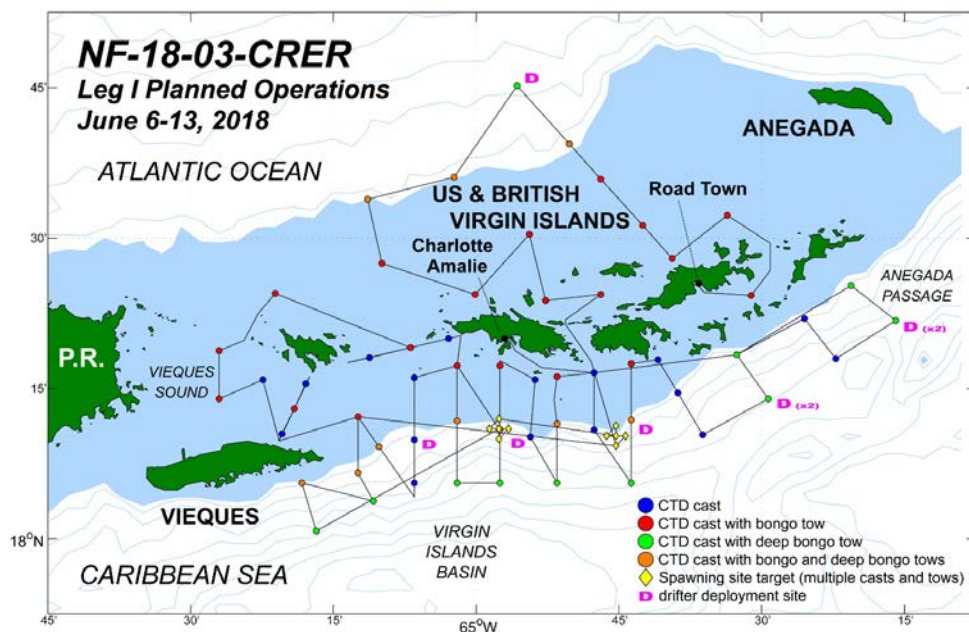 NF-18-03-CRER
Leg I Planned Operations
June 6-13, 2018
ATLANTIC OCEAN
ANEGADA
US & BRITISH
VIRGIN ISLANDS
Road Town
Charlotte
Amalie
ANEGADA
PASSAGE
P.R.
VIEQUES
SOUND
VIEQUES
VIRGIN
ISLANDS
BASIN
CARIBBEAN SEA
D
D (x2)
D (x2)
D
D
D
CTD cast
CTD cast with bongo tow
CTD cast with deep bongo tow
CTD cast with bongo and deep bongo tows
Spawning site target (multiple casts and tows)
D drifter deployment site
45'
30'
15'
18°N
45'
30'
15'
65°W
45'
30'
15'